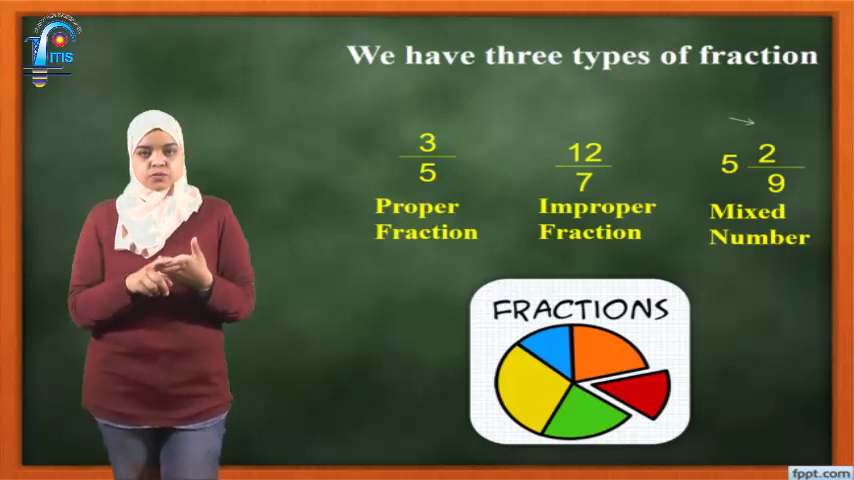 ITIS
We have three types of fraction
3
5
Proper
Fraction
12
7
Improper
Fraction
5 2
9
Mixed
Number
FRACTIONS
fppt.com